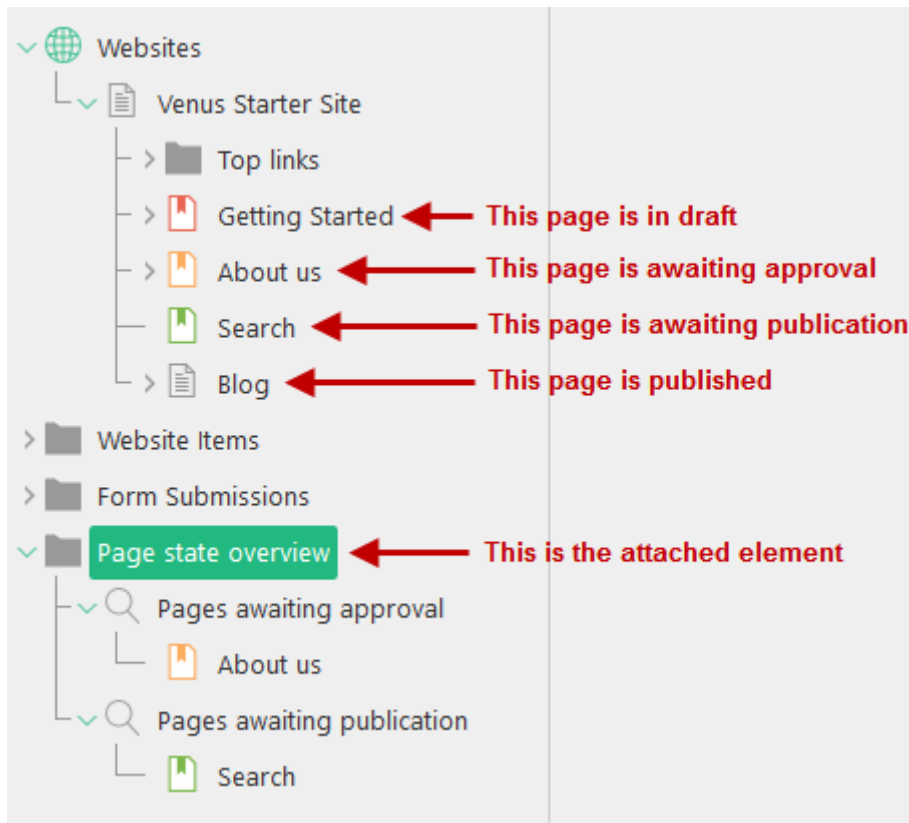 Websites
Venus Starter Site
Top links
Getting Started This page is in draft
About us This page is awaiting approval
Search This page is awaiting publication
Blog This page is published
Website Items
Form Submissions
Page state overview This is the attached element
Pages awaiting approval
About us
Pages awaiting publication
Search